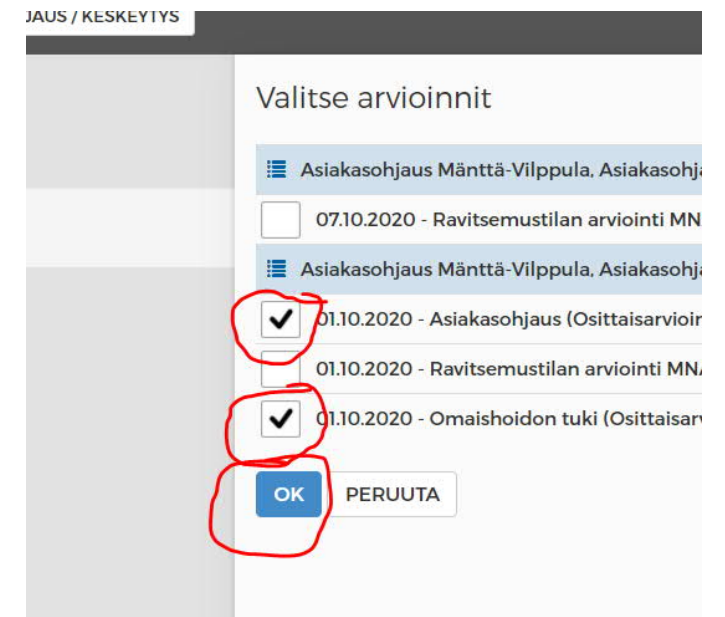 JAUS / KESKEYTYS
Valitse arvioinnit
Asiakasohjaus Mänttä-Vilppula, Asiakasohja
07.10.2020 - Ravitsemustilan arviointi MN
Asiakasohjaus Mänttä-Vilppula, Asiakasohja
01.10.2020 - Asiakasohjaus (Osittaisarvioin
01.10.2020 - Ravitsemustilan arviointi MNA
01.10.2020 - Omaishoidon tuki (Osittaisarv
OK PERUUTA